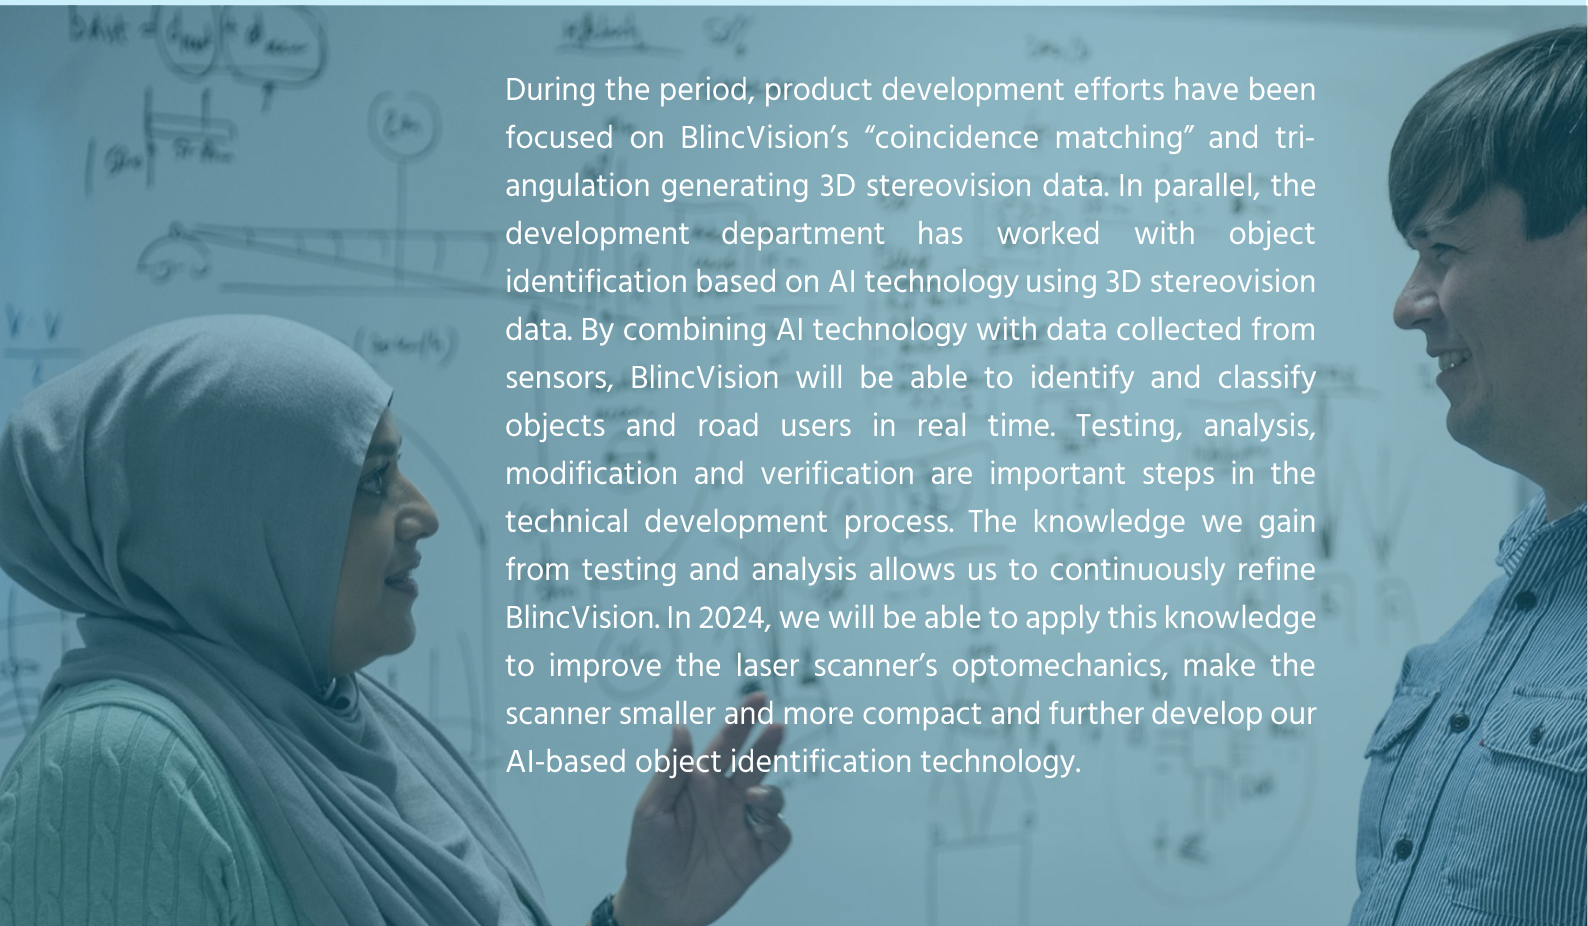 During the period, product development efforts have been
focused on BlincVision’s “coincidence matching” and tri-
angulation generating 3D stereovision data. In parallel, the
development department has worked with object
identification based on AI technology using 3D stereovision
data. By combining AI technology with data collected from
sensors, BlincVision will be able to identify and classify
objects and road users in real time. Testing, analysis,
modification and verification are important steps in the
technical development process. The knowledge we gain
from testing and analysis allows us to continuously refine
BlincVision. In 2024, we will be able to apply this knowledge
to improve the laser scanner’s optomechanics, make the
scanner smaller and more compact and further develop our
AI-based object identification technology.